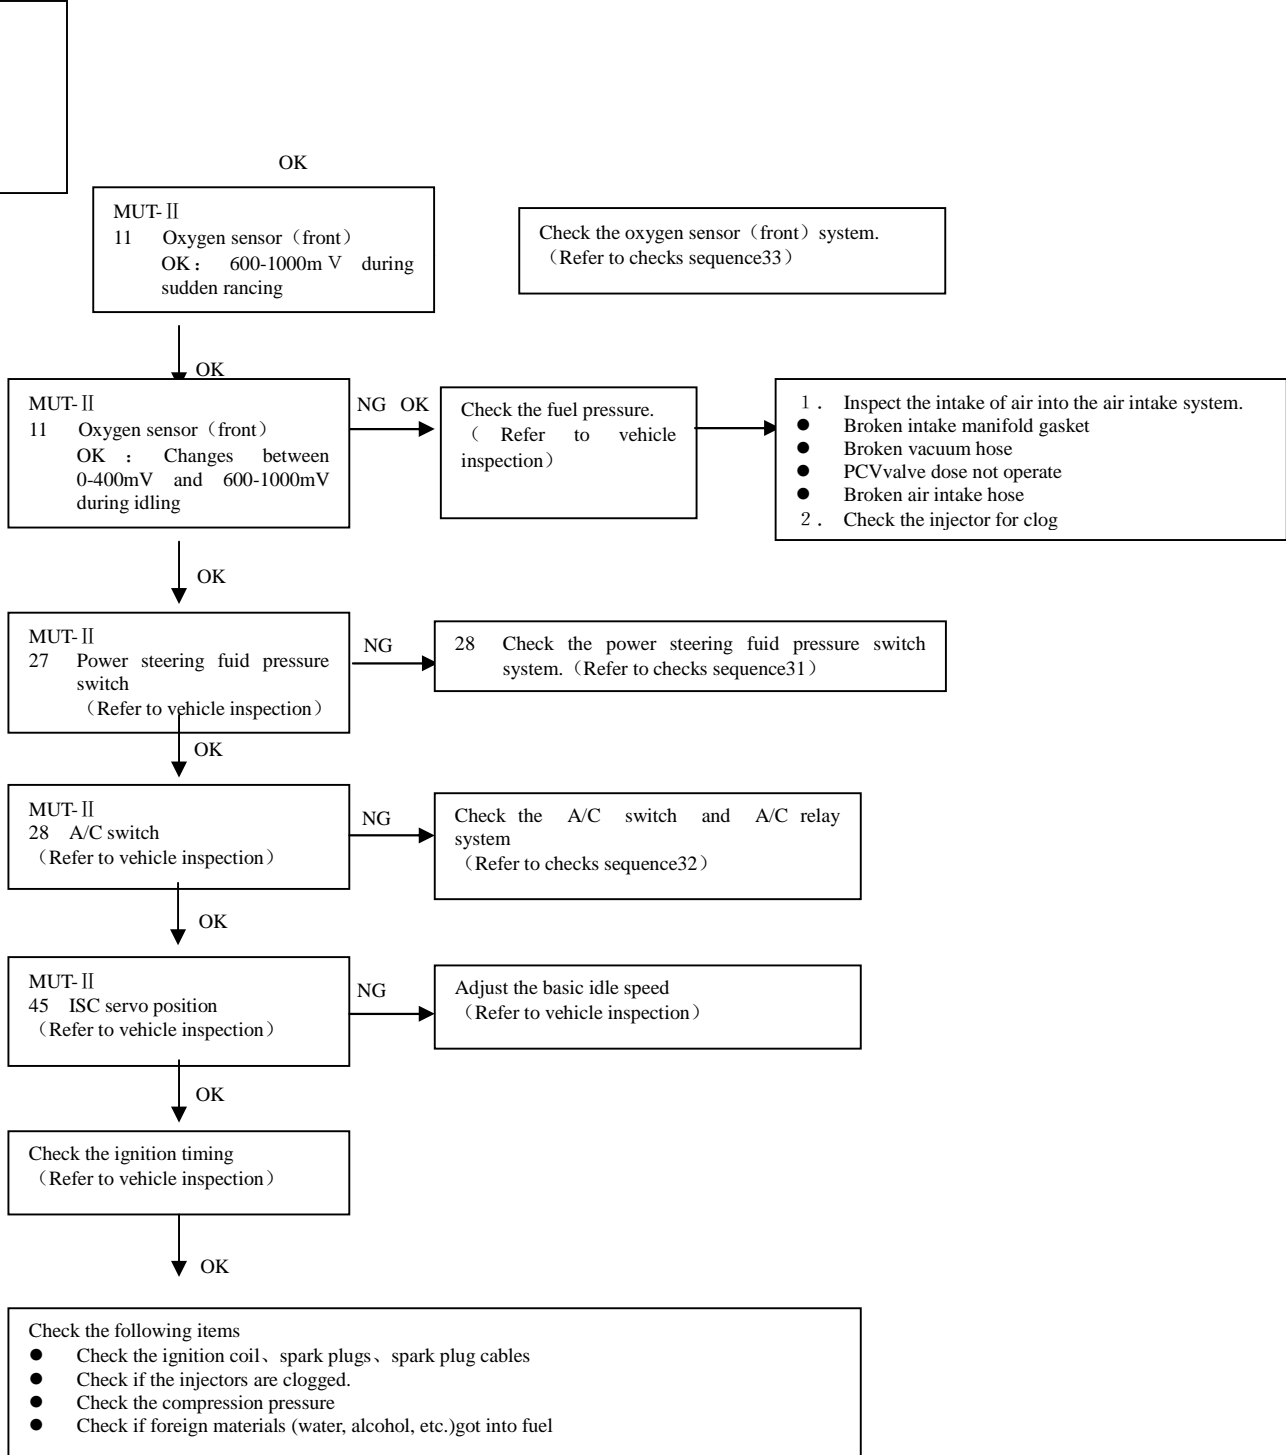 OK
MUT-Ⅱ
11 Oxygen sensor（front）
OK： 600-1000mＶ during
sudden rancing
Check the oxygen sensor（front）system.
（Refer to checks sequence33）
OK
MUT-Ⅱ
11 Oxygen sensor（front）
OK ： Changes between
0-400mV and 600-1000mV
during idling
NG OK
Check the fuel pressure.
（ Refer to vehicle
inspection）
１． Inspect the intake of air into the air intake system.
● Broken intake manifold gasket
● Broken vacuum hose
● PCVvalve dose not operate
● Broken air intake hose
２． Check the injector for clog
OK
MUT-Ⅱ
27 Power steering fuid pressure
switch
（Refer to vehicle inspection）
NG
28 Check the power steering fuid pressure switch
system.（Refer to checks sequence31）
OK
MUT-Ⅱ
28 A/C switch
（Refer to vehicle inspection）
NG
Check the A/C switch and A/C relay
system
（Refer to checks sequence32）
OK
MUT-Ⅱ
45 ISC servo position
（Refer to vehicle inspection）
NG
Adjust the basic idle speed
（Refer to vehicle inspection）
OK
Check the ignition timing
（Refer to vehicle inspection）
OK
Check the following items
● Check the ignition coil、spark plugs、spark plug cables
● Check if the injectors are clogged.
● Check the compression pressure
● Check if foreign materials (water, alcohol, etc.)got into fuel